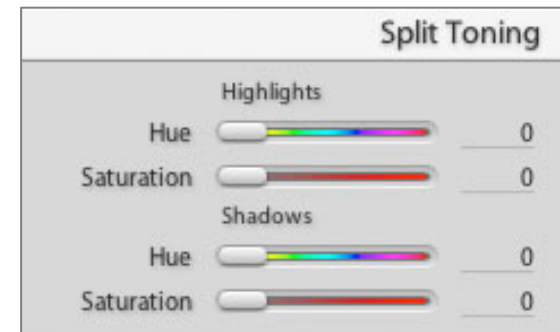 Split Toning
Highlights
Hue 0
Saturation 0
Shadows
Hue 0
Saturation 0